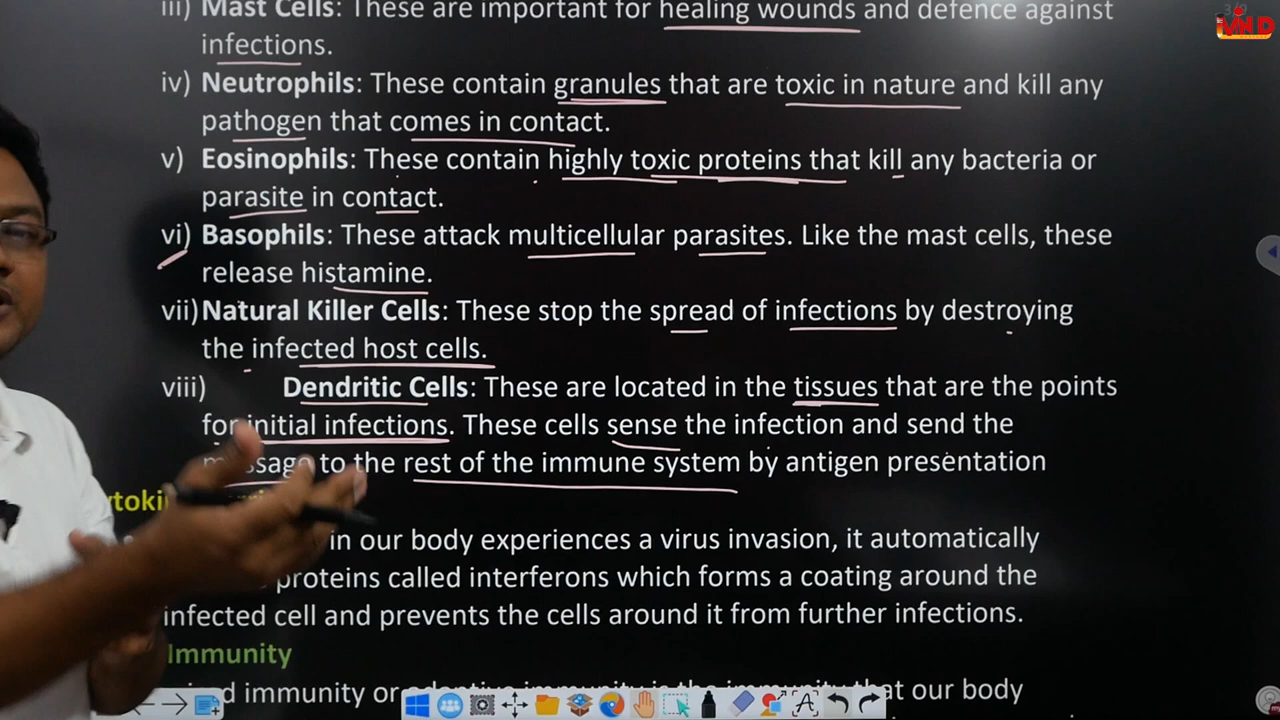 iii) Mast Cells: These are important for healing wounds and defence against
infections.
iv) Neutrophils: These contain granules that are toxic in nature and kill any
pathogen that comes in contact.
v) Eosinophils: These contain highly toxic proteins that kill any bacteria or
parasite in contact.
vi) Basophils: These attack multicellular parasites. Like the mast cells, these
release histamine.
vii) Natural Killer Cells: These stop the spread of infections by destroying
the infected host cells.
viii) Dendritic Cells: These are located in the tissues that are the points
for initial infections. These cells sense the infection and send the
to the rest of the immune system by antigen presentation
in our body experiences a virus invasion, it automatically
proteins called interferons which forms a coating around the
infected cell and prevents the cells around it from further infections.
Immunity
immunity or that our body